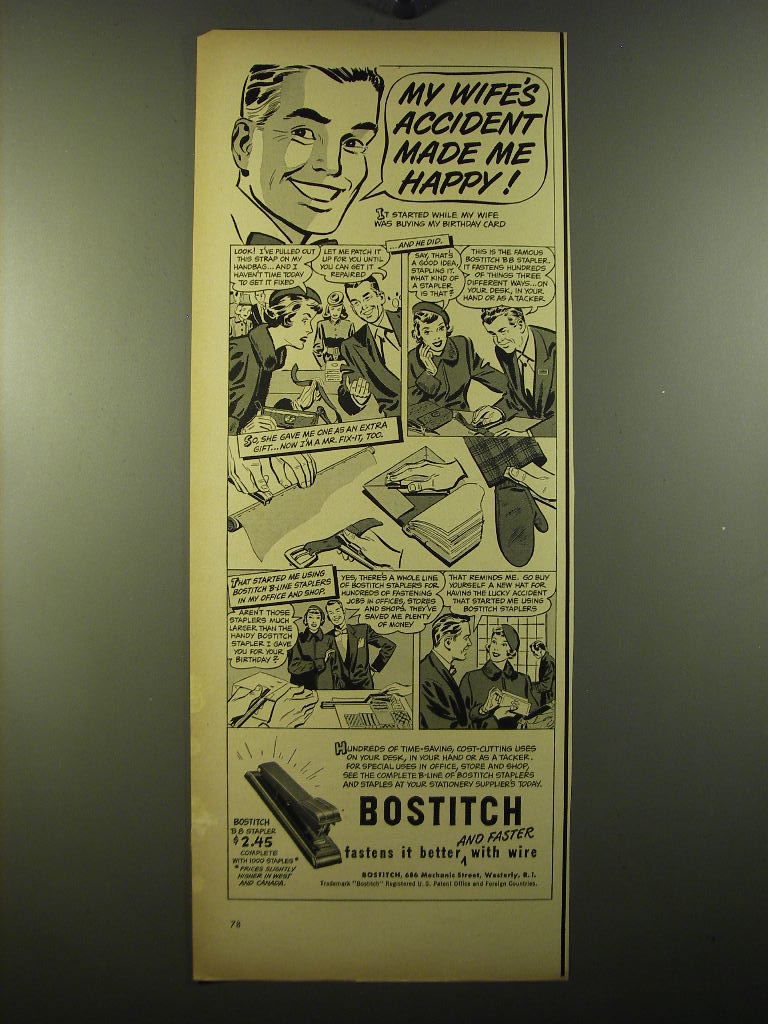 MY WIFE'S
ACCIDENT
MADE ME
HAPPY!
IT STARTED WHILE MY WIFE
WAS BUYING MY BIRTHDAY CARD
LOOK! I'VE PULLED OUT
THIS STRAP ON MY
HANDBAG...AND I
HAVEN'T TIME TODAY
TO GET IT FIXED
LET ME PATCH IT
UP FOR YOU UNTIL
YOU CAN GET IT
REPAIRED
...AND HE DID.
SAY, THAT'S
A GOOD IDEA,
STAPLING IT.
WHAT KIND OF
A STAPLER
IS THAT?
THIS IS THE FAMOUS
BOSTITCH B8 STAPLER.
IT FASTENS HUNDREDS
OF THINGS THREE
DIFFERENT WAYS...ON
YOUR DESK, IN YOUR
HAND OR AS A TACKER
SO, SHE GAVE ME ONE AS AN EXTRA
GIFT...NOW I'M A MR. FIX-IT, TOO.
THAT STARTED ME USING
BOSTITCH B-LINE STAPLERS
IN MY OFFICE AND SHOP.
AREN'T THOSE
STAPLERS MUCH
LARGER THAN THE
HANDY BOSTITCH
STAPLER I GAVE
YOU FOR YOUR
BIRTHDAY?
YES, THERE'S A WHOLE LINE
OF BOSTITCH STAPLERS FOR
HUNDREDS OF FASTENING
JOBS IN OFFICES, STORES
AND SHOPS. THEY'VE
SAVED ME PLENTY
OF MONEY
THAT REMINDS ME. GO BUY
YOURSELF A NEW HAT FOR
HAVING THE LUCKY ACCIDENT
THAT STARTED ME USING
BOSTITCH STAPLERS
HUNDREDS OF TIME-SAVING, COST-CUTTING USES
ON YOUR DESK, IN YOUR HAND OR AS A TACKER.
FOR SPECIAL USES IN OFFICE, STORE AND SHOP,
SEE THE COMPLETE B-LINE OF BOSTITCH STAPLERS
AND STAPLES AT YOUR STATIONERY SUPPLIER'S TODAY.
BOSTITCH
B8 STAPLER
$2.45
COMPLETE
WITH 1000 STAPLES*
*PRICES SLIGHTLY
HIGHER IN WEST
AND CANADA.
BOSTITCH
AND FASTER
fastens it better with wire
BOSTITCH, 686 Mechanic Street, Westerly, R. I.
Trademark "Bostitch" Registered U. S. Patent Office and Foreign Countries.
78